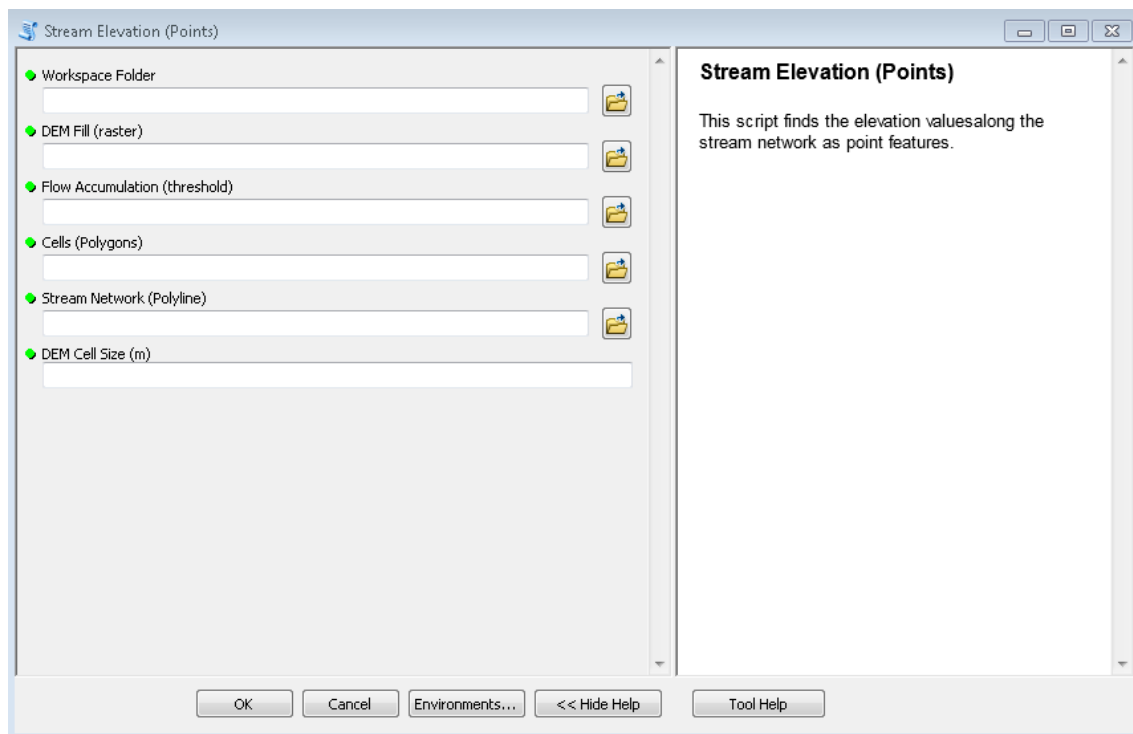 Stream Elevation (Points)
Workspace Folder
DEM Fill (raster)
Flow Accumulation (threshold)
Cells (Polygons)
Stream Network (Polyline)
DEM Cell Size (m)
Stream Elevation (Points)
This script finds the elevation valuesalong the
stream network as point features.
OK
Cancel
Environments...
<< Hide Help
Tool Help